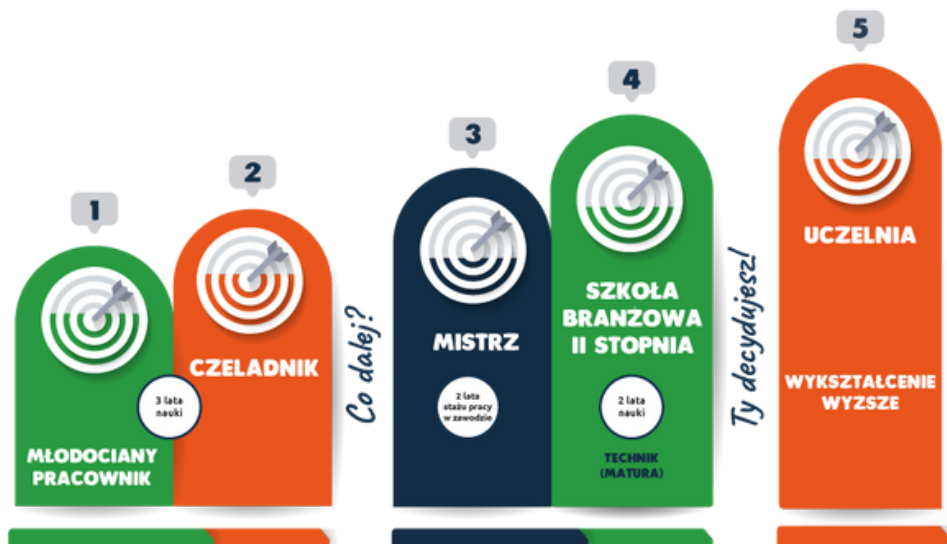 1
2
3
4
5
MŁODOCIANY
PRACOWNIK
3 lata
nauki
CZELADNIK
Co dalej?
MISTRZ
2 lata
stażu pracy
w zawodzie
SZKOŁA
BRANŻOWA
II STOPNIA
2 lata
nauki
TECHNIK
(MATURA)
Ty decydujesz!
UCZELNIA
WYKSZTAŁCENIE
WYŻSZE